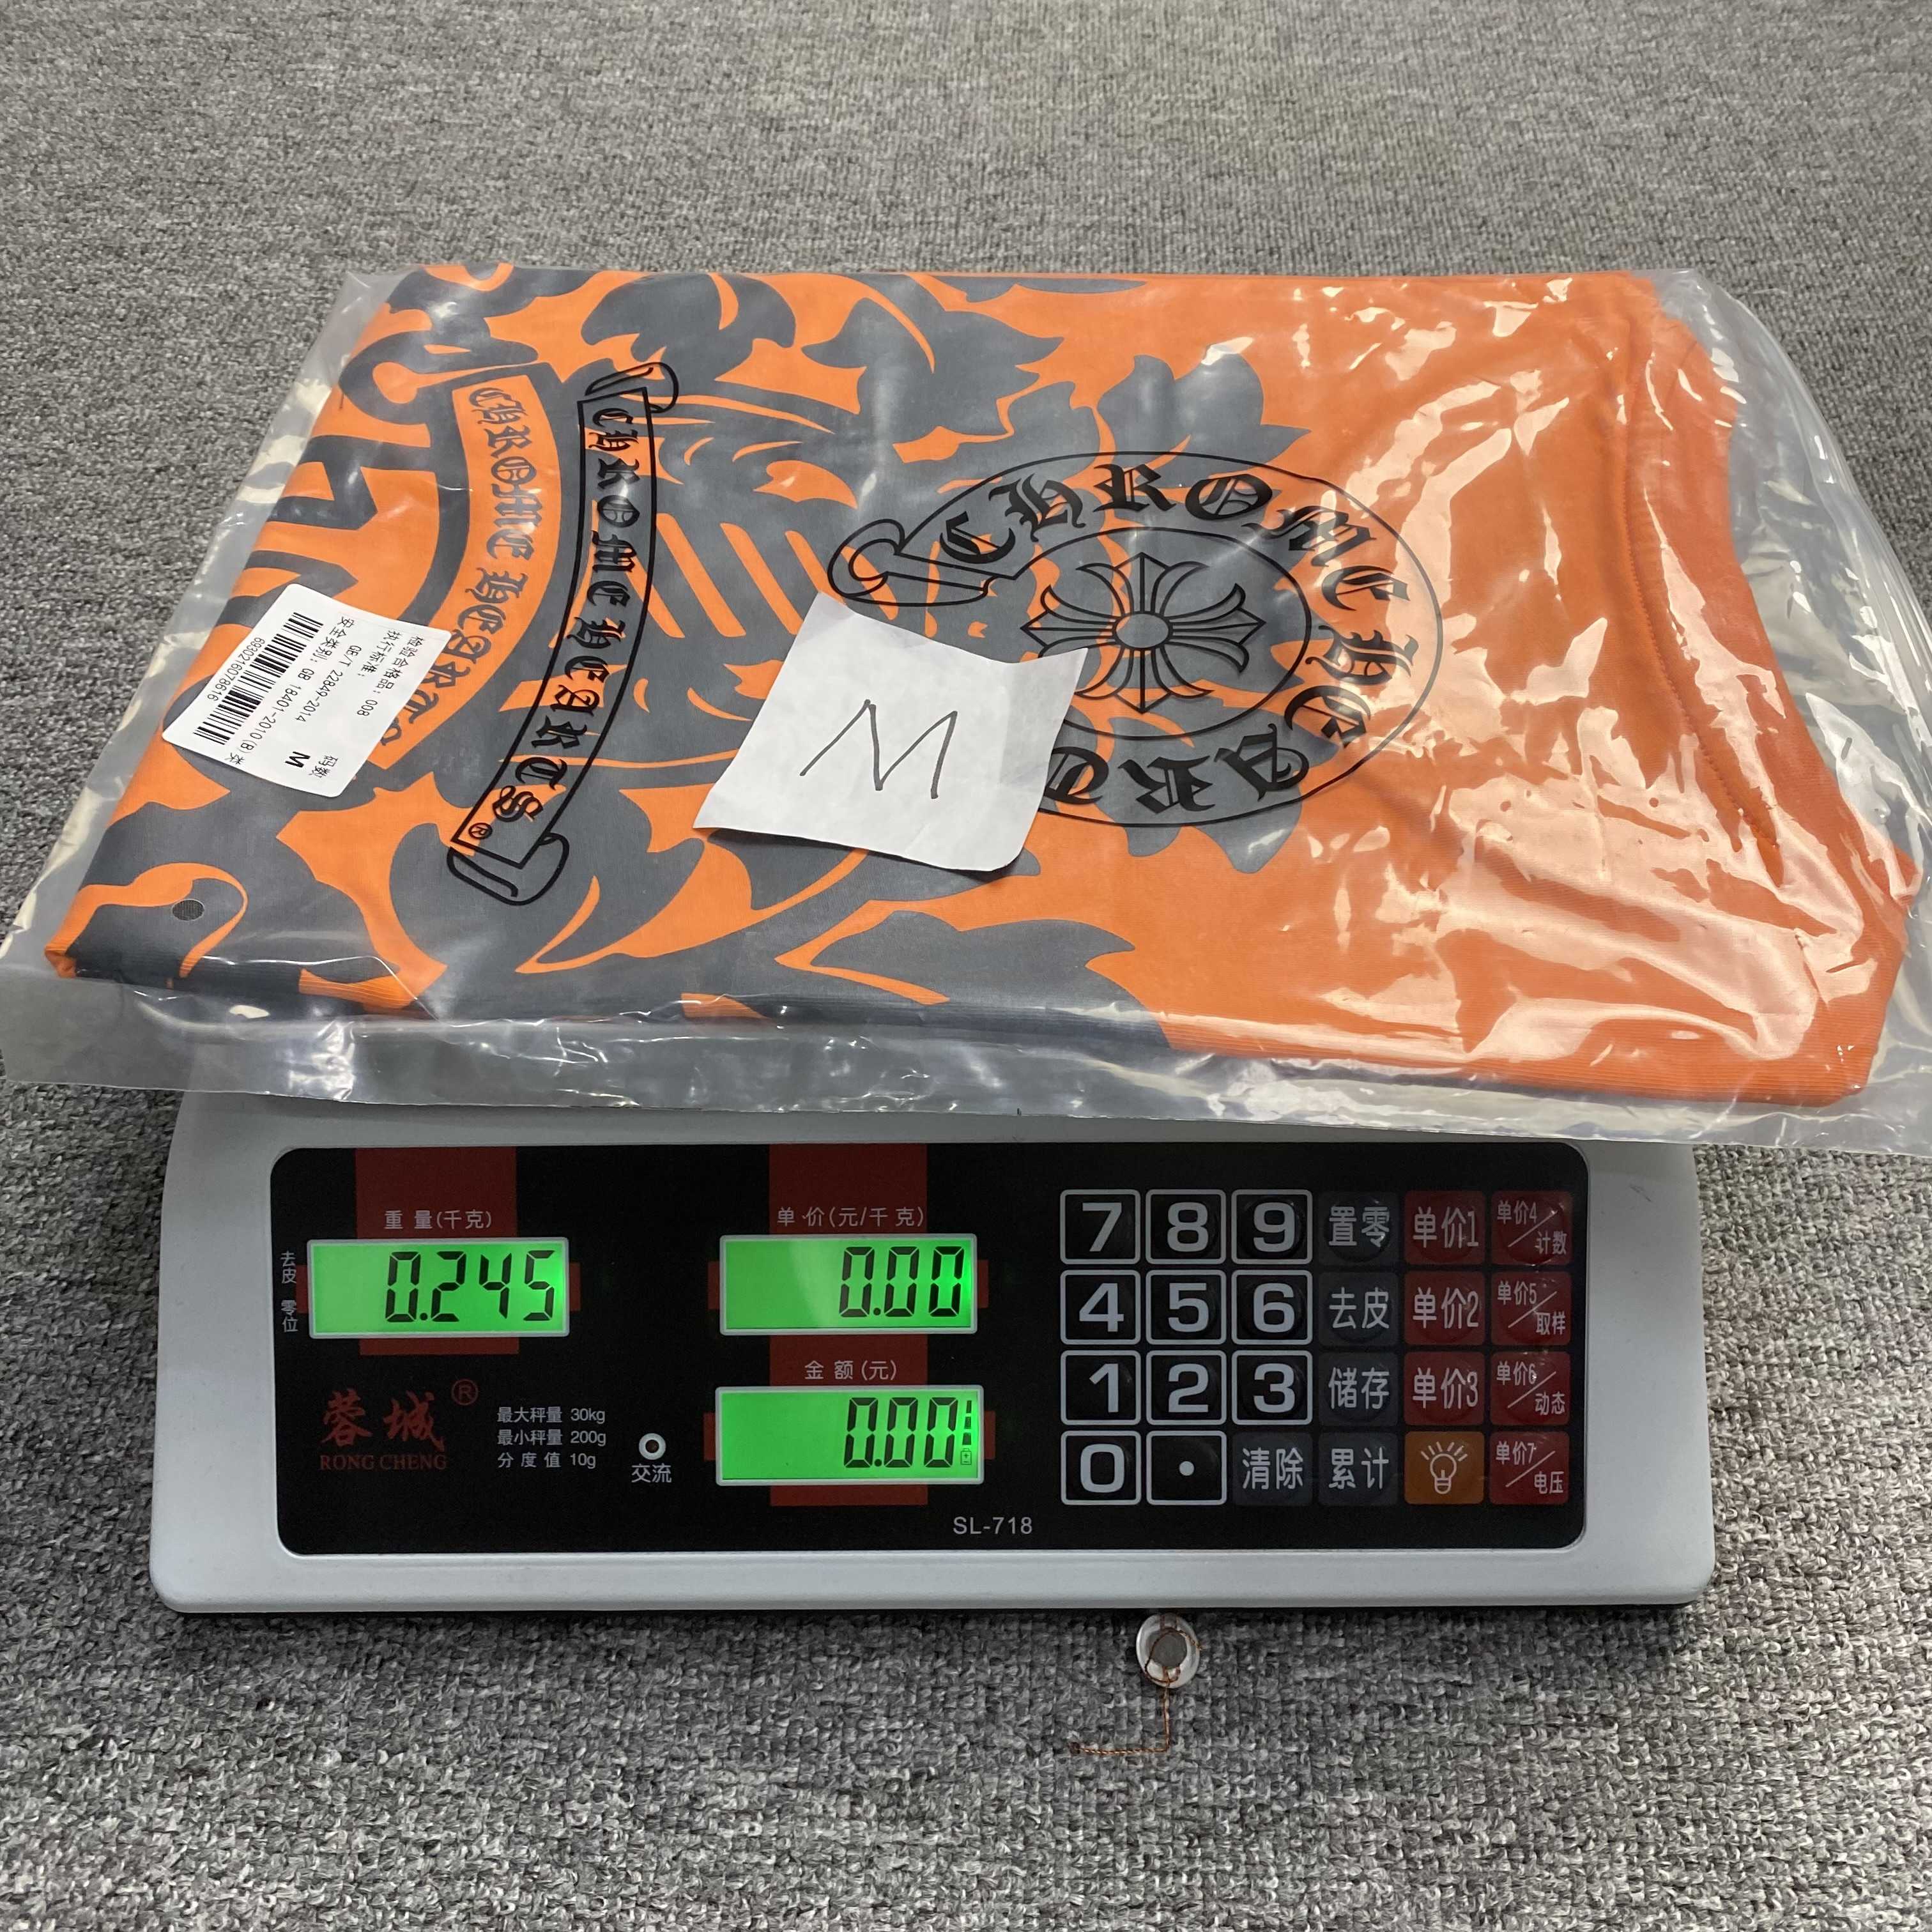 CHROME HEARTS
CHROME HEARTS®
CHROME HEARTS
检验合格品: 008
执行标准:
GB/T 22849-2014
安全类别: GB 18401-2010(B)类
码数
M
6930216078616
M
重量(千克)
单价(元/千克)
去皮
零位
0.245
0.00
金额(元)
0.00
蓉城®
RONG CHENG
最大秤量 30kg
最小秤量 200g
分度值 10g
交流
SL-718
7 8 9 置零 单价1 单价4/计数
4 5 6 去皮 单价2 单价5/取样
1 2 3 储存 单价3 单价6/动态
0 . 清除 累计 单价7/电压